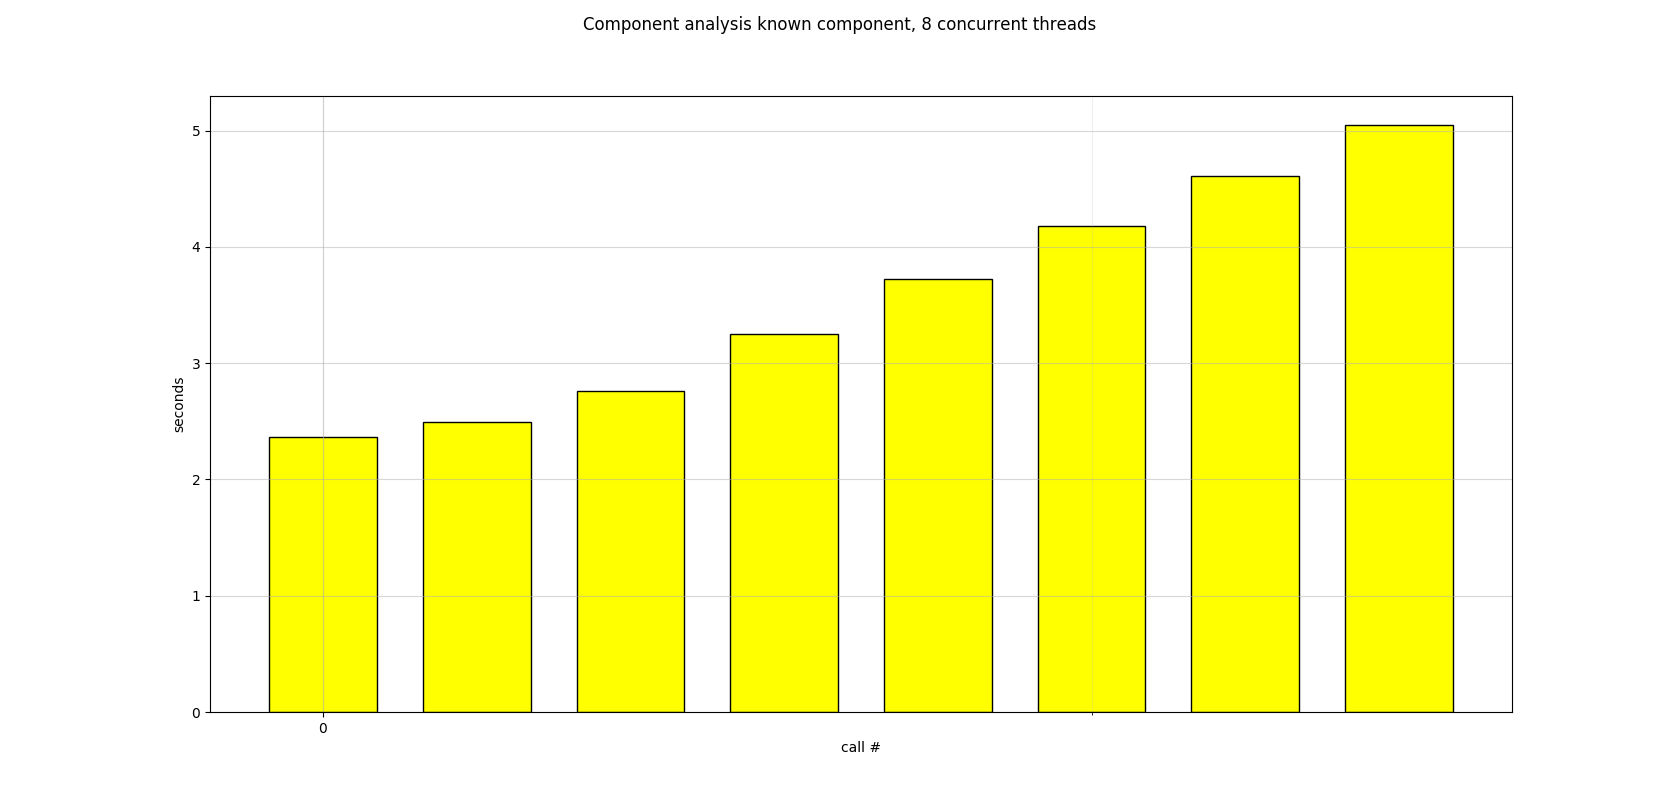 Component analysis known component, 8 concurrent threads
5
4
3
2
1
0
seconds
0
call #